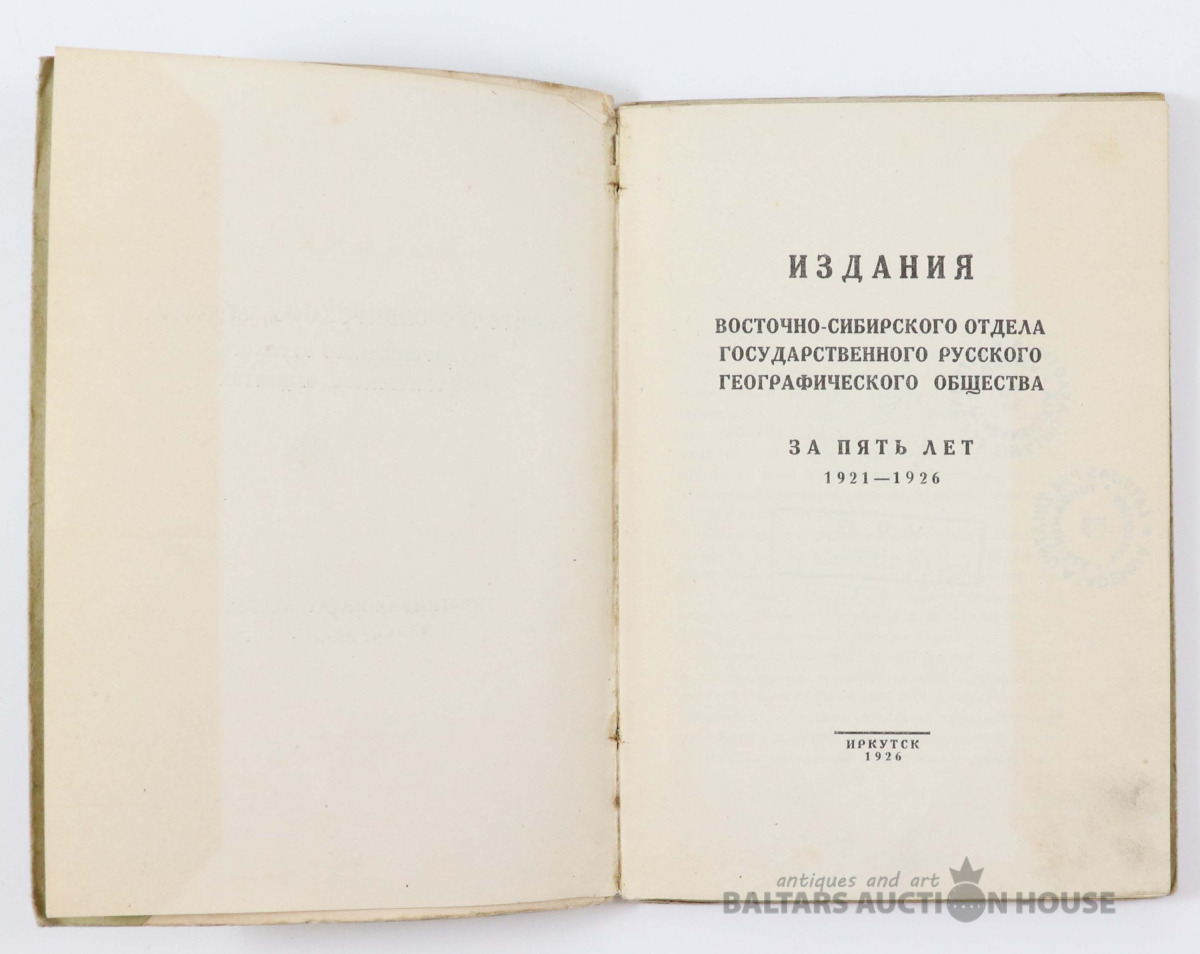 ИЗДАНИЯ
ВОСТОЧНО-СИБИРСКОГО ОТДЕЛА
ГОСУДАРСТВЕННОГО РУССКОГО
ГЕОГРАФИЧЕСКОГО ОБЩЕСТВА
ЗА ПЯТЬ ЛЕТ
1921—1926
ИРКУТСК
1926
antiques and art
BALTARS AUCTION HOUSE